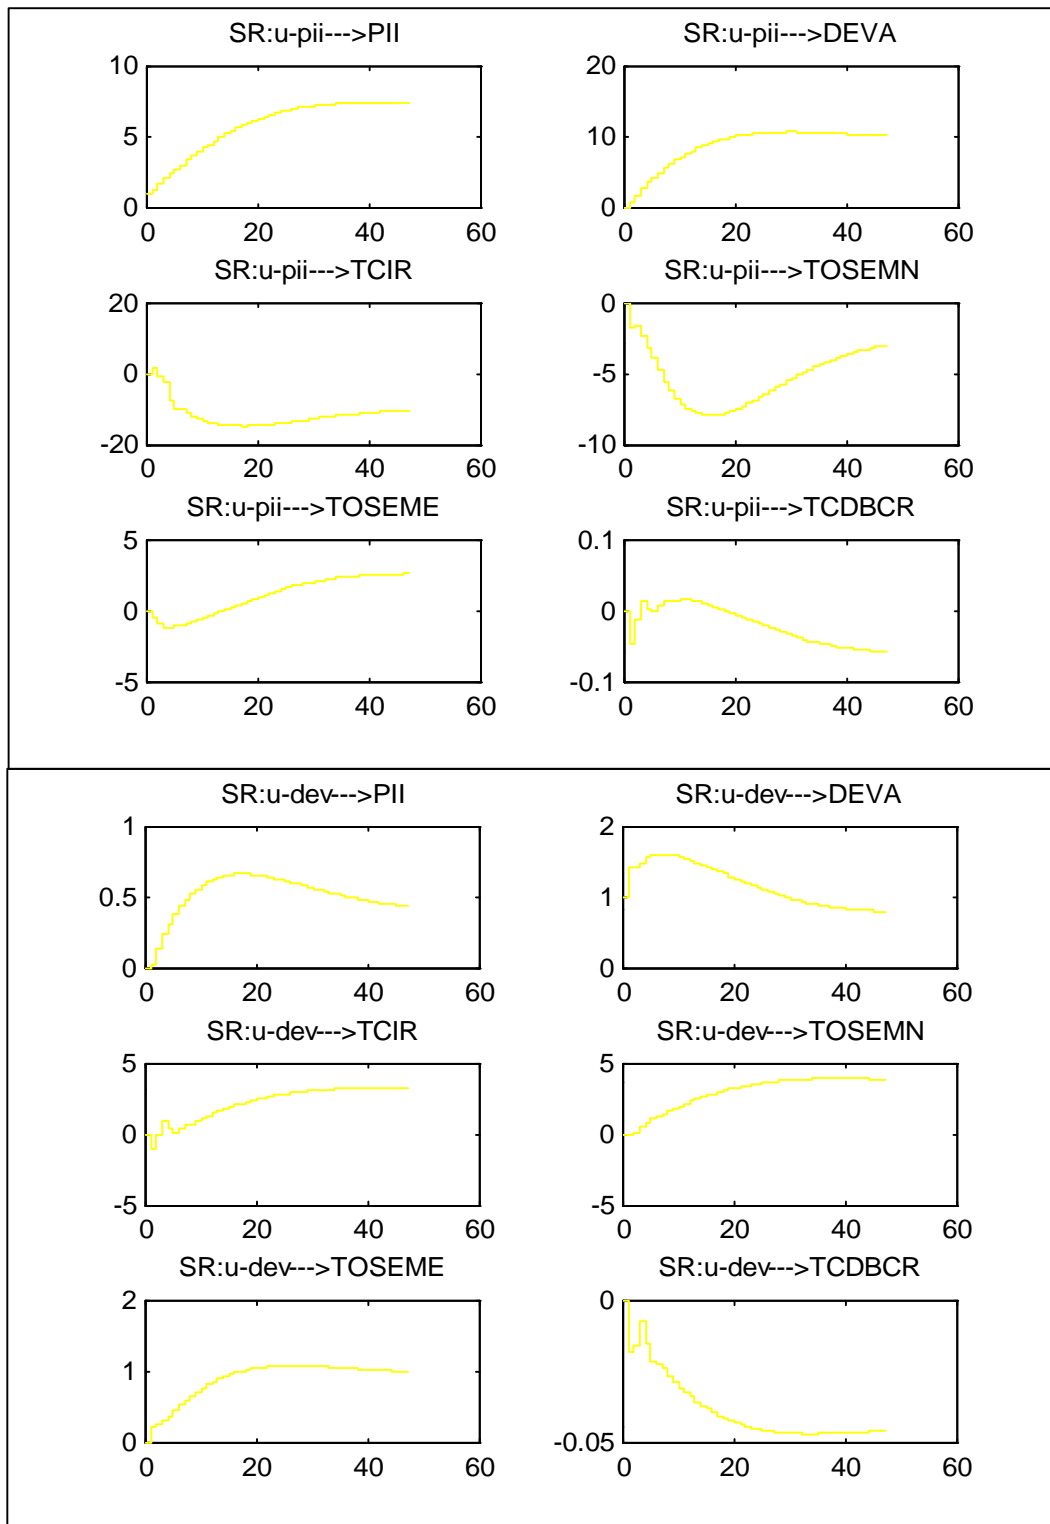 SR:u-pii--->PII SR:u-pii--->DEVA
10 20
5 10
0 0
0 20 40 60 0 20 40 60
SR:u-pii--->TCIR SR:u-pii--->TOSEMN
20 0
0 -5
-20 -10
0 20 40 60 0 20 40 60
SR:u-pii--->TOSEME SR:u-pii--->TCDBCR
5 0.1
0 0
-5 -0.1
0 20 40 60 0 20 40 60
SR:u-dev--->PII SR:u-dev--->DEVA
1 2
0.5 1
0 0
0 20 40 60 0 20 40 60
SR:u-dev--->TCIR SR:u-dev--->TOSEMN
5 5
0 0
-5 -5
0 20 40 60 0 20 40 60
SR:u-dev--->TOSEME SR:u-dev--->TCDBCR
2 0
1
0 -0.05
0 20 40 60 0 20 40 60